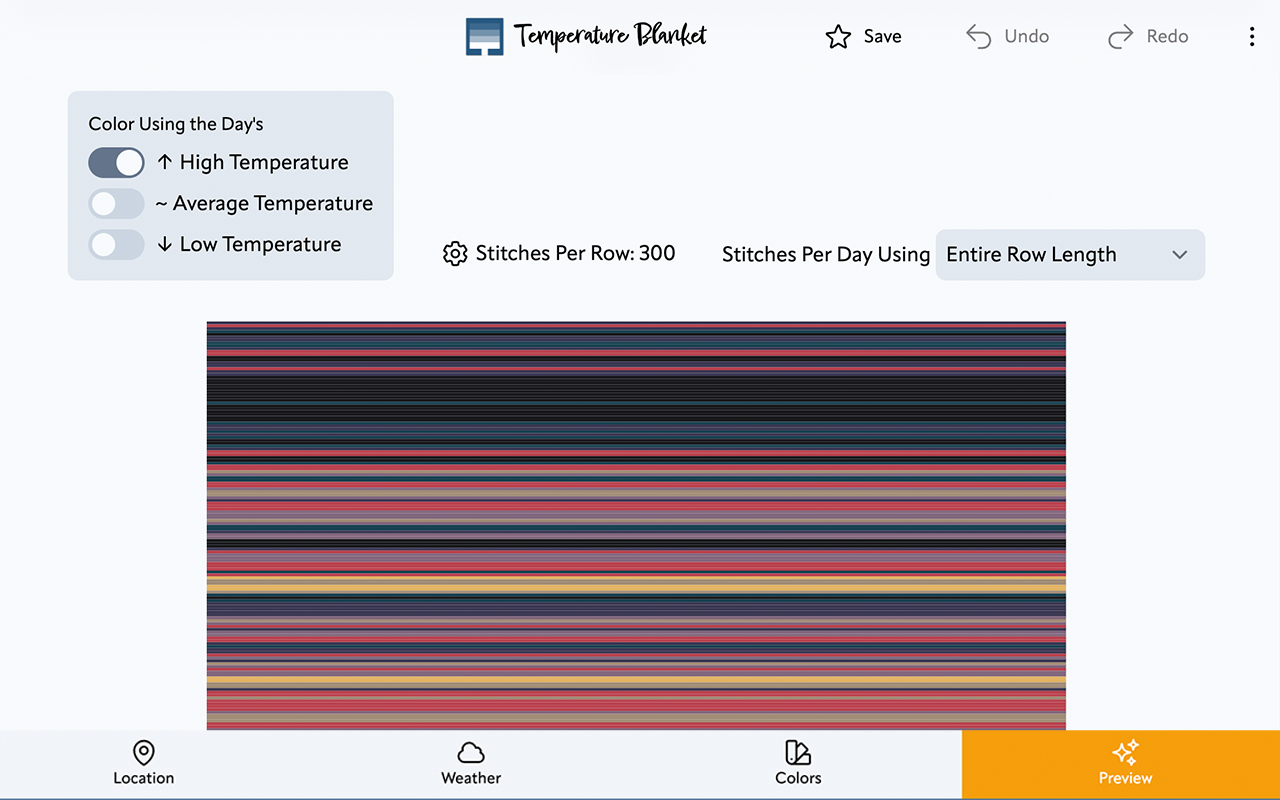 Temperature Blanket
Save
Undo
Redo
Color Using the Day's
↑ High Temperature
~ Average Temperature
↓ Low Temperature
Stitches Per Row: 300
Stitches Per Day Using
Entire Row Length
Location
Weather
Colors
Preview